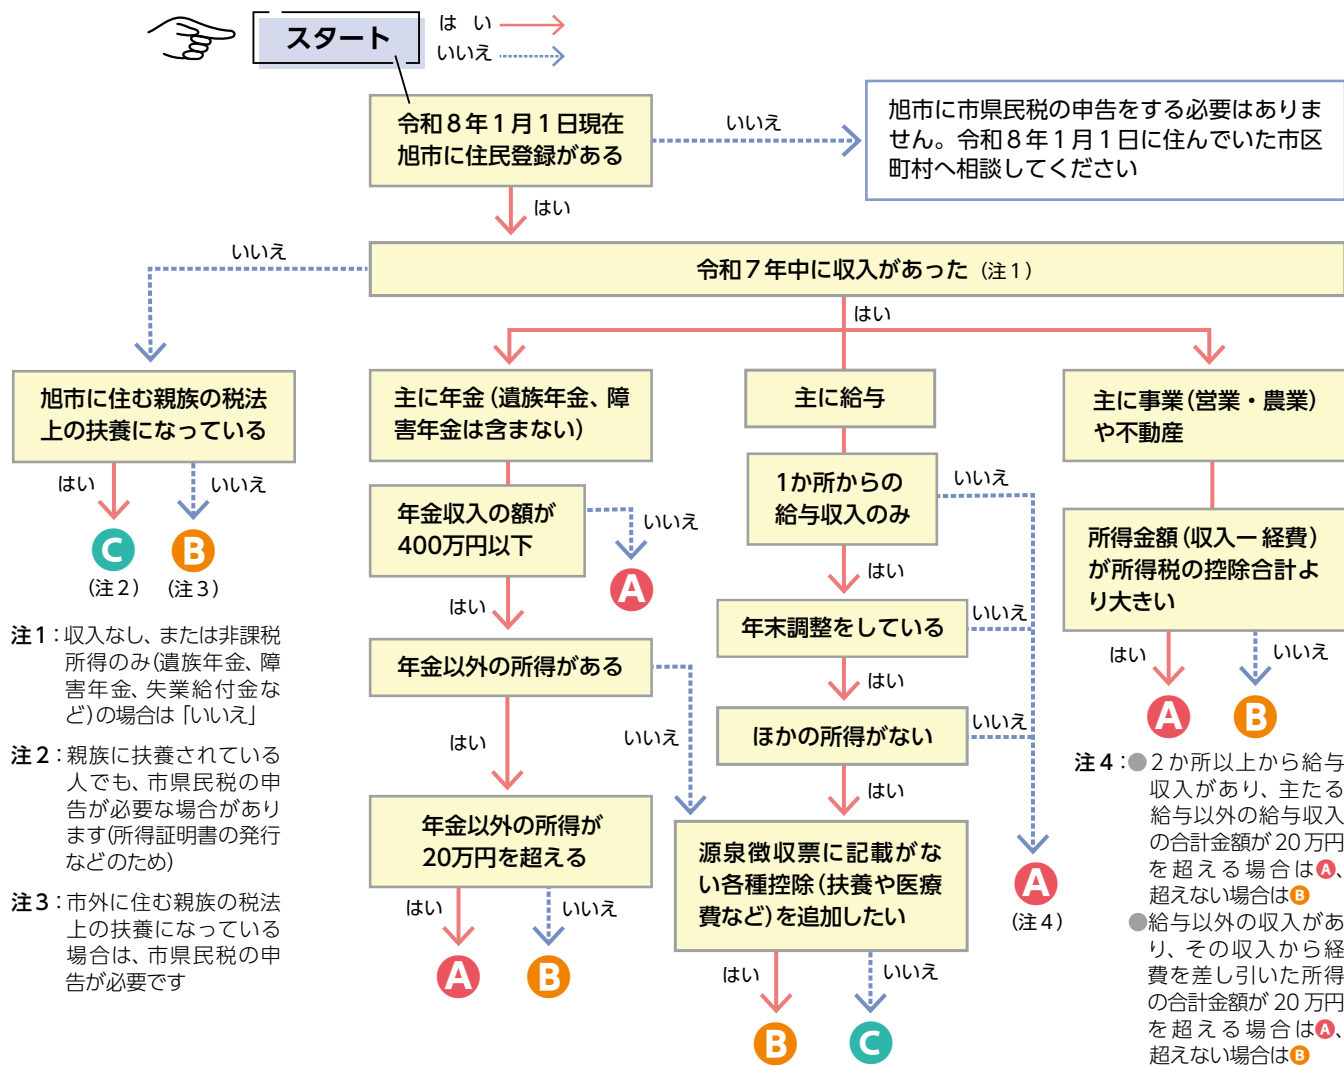 スタート
は い
いいえ
令和8年1月1日現在
旭市に住民登録がある
いいえ
旭市に市県民税の申告をする必要はありま
せん。令和8年1月1日に住んでいた市区
町村へ相談してください
はい
いいえ
令和7年中に収入があった(注1)
はい
旭市に住む親族の税法
上の扶養になっている
はい
いいえ
C
(注2)
B
(注3)
主に年金(遺族年金、障
害年金は含まない)
年金収入の額が
400万円以下
いいえ
A
はい
年金以外の所得がある
はい
いいえ
年金以外の所得が
20万円を超える
はい
いいえ
A
B
主に給与
1か所からの
給与収入のみ
いいえ
はい
年末調整をしている
いいえ
はい
ほかの所得がない
いいえ
はい
源泉徴収票に記載がな
い各種控除(扶養や医療
費など)を追加したい
はい
いいえ
B
C
A
(注4)
主に事業(営業・農業)
や不動産
所得金額(収入ー経費)
が所得税の控除合計よ
り大きい
はい
いいえ
A
B
注1:収入なし、または非課税
所得のみ(遺族年金、障
害年金、失業給付金な
ど)の場合は「いいえ」
注2:親族に扶養されている
人でも、市県民税の申
告が必要な場合があり
ます(所得証明書の発行
などのため)
注3:市外に住む親族の税法
上の扶養になっている
場合は、市県民税の申
告が必要です
注4:●2か所以上から給与
収入があり、主たる
給与以外の給与収入
の合計金額が20万円
を超える場合はA、
超えない場合はB
●給与以外の収入があ
り、その収入から経
費を差し引いた所得
の合計金額が20万円
を超える場合はA、
超えない場合はB